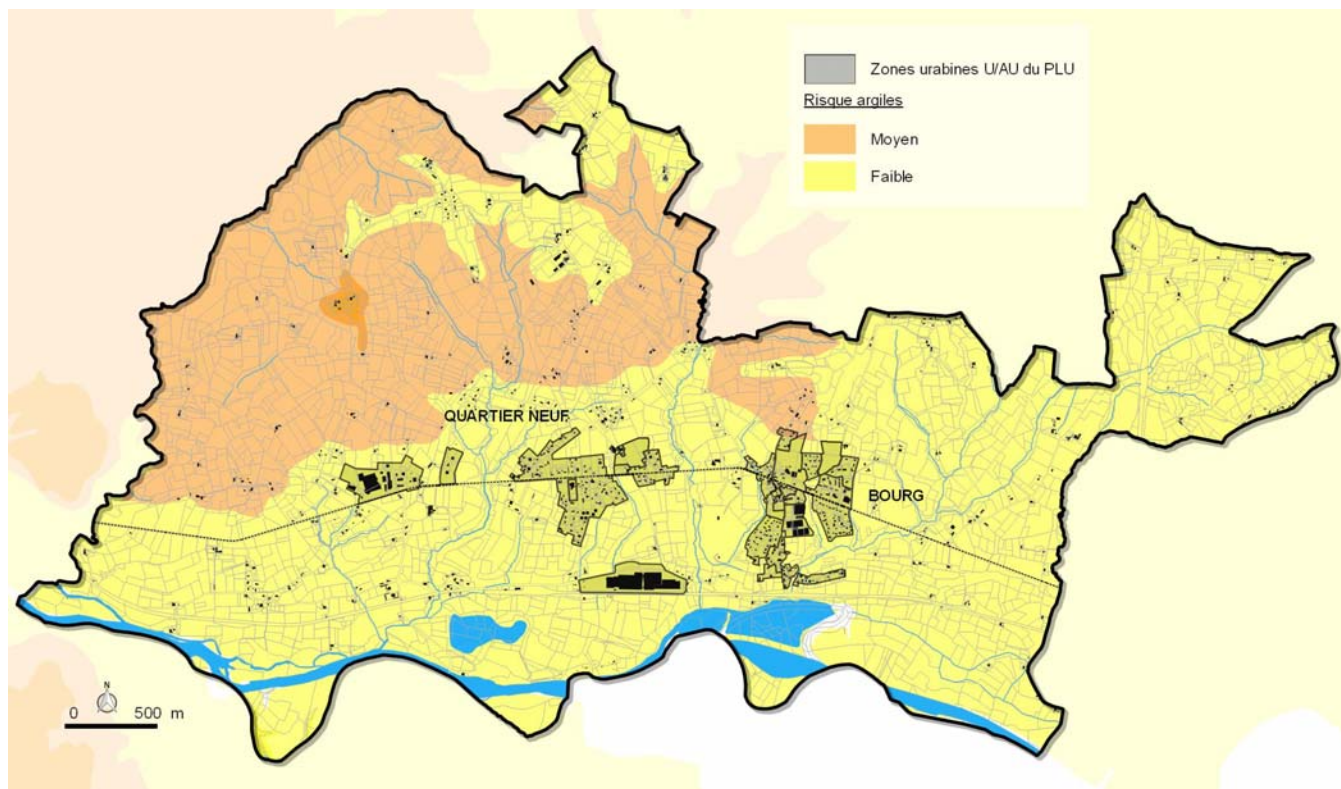 Zones urabines U/AU du PLU
Risque argiles
Moyen
Faible
QUARTIER NEUF
BOURG
N
0 500 m